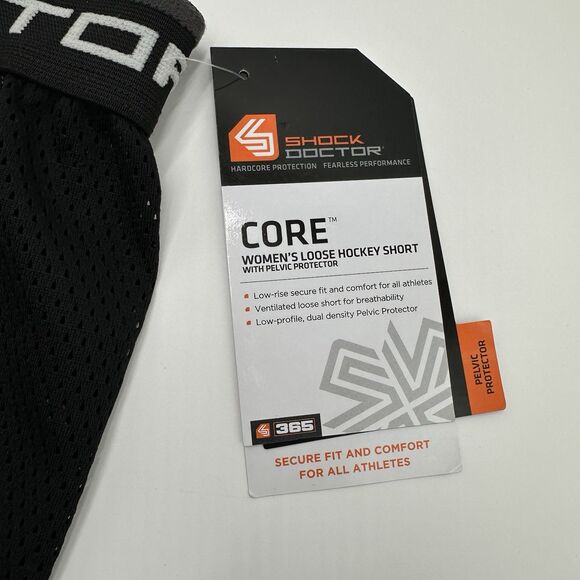 TOR
SHOCK
DOCTOR®
HARDCORE PROTECTION FEARLESS PERFORMANCE
CORE™
WOMEN'S LOOSE HOCKEY SHORT
WITH PELVIC PROTECTOR
Low-rise secure fit and comfort for all athletes
Ventilated loose short for breathability
Low-profile, dual density Pelvic Protector
PELVIC
PROTECTOR
365
SECURE FIT AND COMFORT
FOR ALL ATHLETES